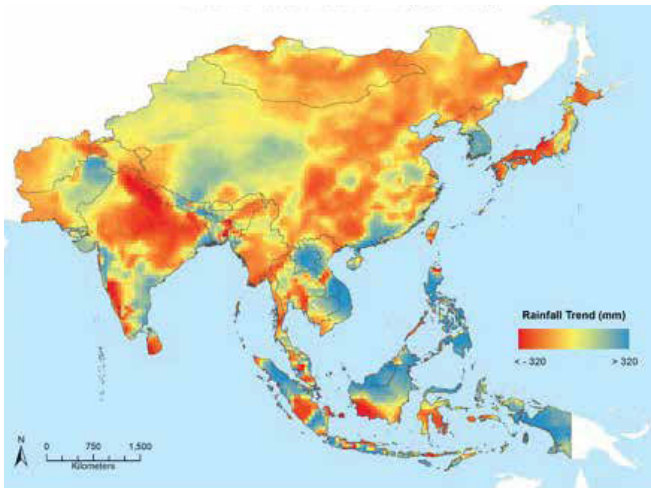 Rainfall Trend (mm)
< - 320 > 320
N
0 750 1,500
Kilometers